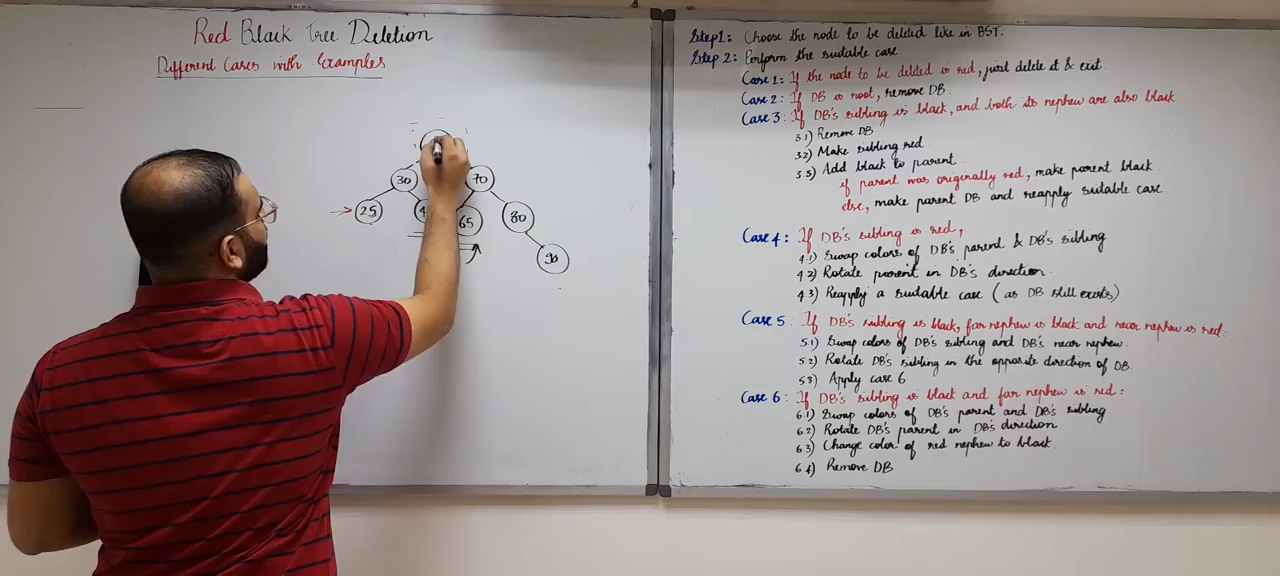 Red Black Tree Deletion
Different Cases with Examples
30
70
25
65
80
90
Step1: Choose the node to be deleted like in BST.
Step 2: Perform the suitable case
Case 1: If the node to be deleted is red, just delete it & exit.
Case 2: If DB is root, remove DB.
Case 3: If DB's sibling is black, and both its nephew are also black
3.1) Remove DB
3.2) Make sibling red
3.3) Add black to parent.
if parent was originally red, make parent black
else, make parent DB and reapply suitable case
Case 4: If DB's sibling is red,
4.1) Swap colors of DB's parent & DB's sibling
4.2) Rotate parent in DB's direction
4.3) Reapply a suitable case (as DB still exists)
Case 5: If DB's sibling is black, far nephew is black and near nephew is red.
5.1) Swap colors of DB's sibling and DB's near nephew.
5.2) Rotate DB's sibling in the opposite direction of DB.
5.3) Apply case 6
Case 6: If DB's sibling is black and far nephew is red:
6.1) Swap colors of DB's parent and DB's sibling
6.2) Rotate DB's parent in DB's direction
6.3) Change color of red nephew to black.
6.4) Remove DB